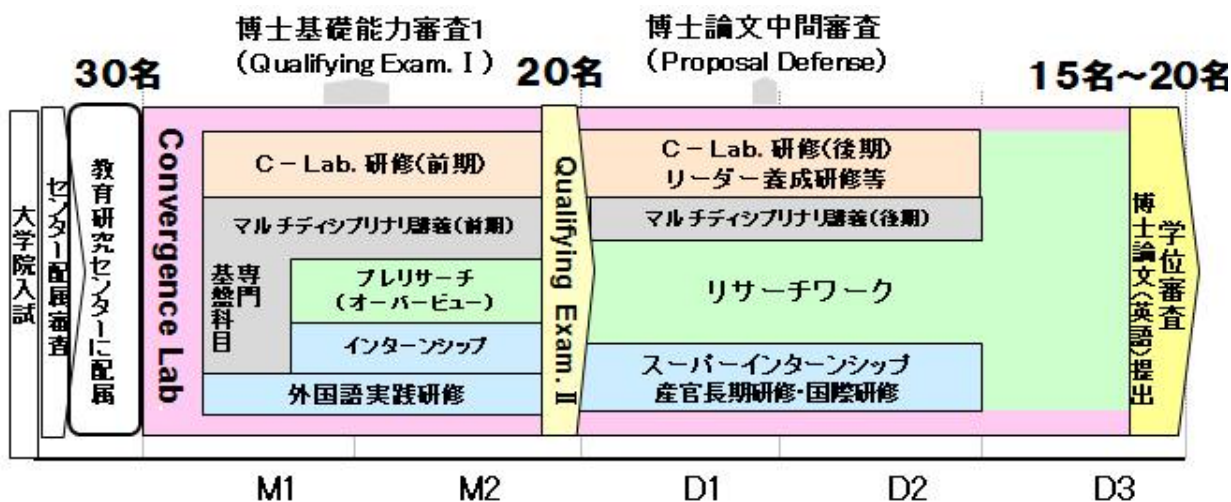 博士基礎能力審査1
(Qualifying Exam. Ⅰ)
博士論文中間審査
(Proposal Defense)
30名
20名
15名~20名
大学院入試
センター配属審査
教育研究センターに配属
Convergence Lab.
C-Lab. 研修(前期)
マルチディシプリナリ講義(前期)
専門
基盤科目
プレリサーチ
(オーバービュー)
インターンシップ
外国語実践研修
Qualifying Exam. Ⅱ
C-Lab. 研修(後期)
リーダー養成研修等
マルチディシプリナリ講義(後期)
リサーチワーク
スーパーインターンシップ
産官長期研修・国際研修
学位審査
博士論文(英語)提出
M1
M2
D1
D2
D3